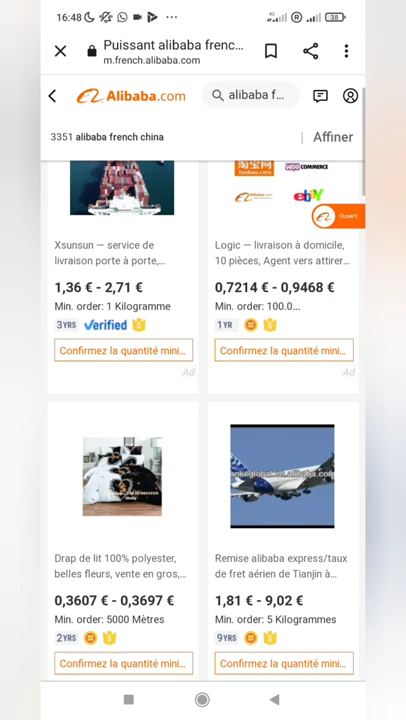 16:48
38
Puissant alibaba frenc...
m.french.alibaba.com
Alibaba.com
alibaba f...
3351 alibaba french china
Affiner
WOO COMMERCE
Alibaba.com
ebay
Ouvert
Xsunsun — service de
livraison porte à porte,...
1,36 € - 2,71 €
Min. order: 1 Kilogramme
3YRS Verified
Confirmez la quantité mini...
Ad
Logic — livraison à domicile,
10 pièces, Agent vers attirer...
0,7214 € - 0,9468 €
Min. order: 100.0...
1YR
Confirmez la quantité mini...
Ad
Drap de lit 100% polyester,
belles fleurs, vente en gros,...
0,3607 € - 0,3697 €
Min. order: 5000 Mètres
2YRS
Confirmez la quantité mini...
Remise alibaba express/taux
de fret aérien de Tianjin à...
1,81 € - 9,02 €
Min. order: 5 Kilogrammes
9YRS
Confirmez la quantité mini...